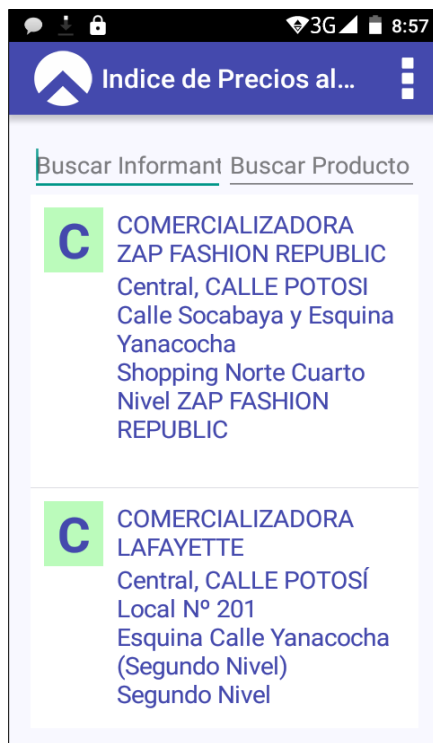 3G 8:57
Indice de Precios al...
Buscar Informant Buscar Producto
C
COMERCIALIZADORA
ZAP FASHION REPUBLIC
Central, CALLE POTOSI
Calle Socabaya y Esquina
Yanacocha
Shopping Norte Cuarto
Nivel ZAP FASHION
REPUBLIC
C
COMERCIALIZADORA
LAFAYETTE
Central, CALLE POTOSÍ
Local Nº 201
Esquina Calle Yanacocha
(Segundo Nivel)
Segundo Nivel